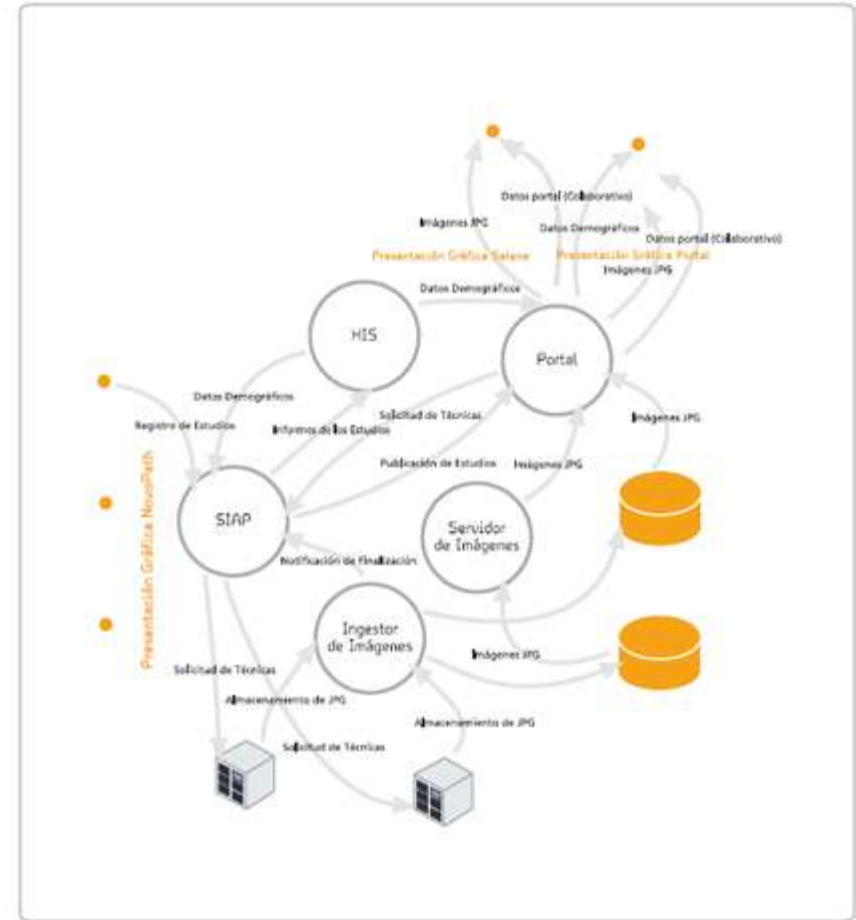 Datos portal (Colaborativo)
Imágenes JPG
Datos Demográficos
Datos portal (Colaborativo)
Presentación Gráfica Selene
Presentación Gráfica Portal
Imágenes JPG
Datos Demográficos
HIS
Portal
Datos Demográficos
Solicitud de Técnicas
Imágenes JPG
Registro de Estudios
Informes de los Estudios
Publicación de Estudios
Imágenes JPG
Presentación Gráfica NovoPath
SIAP
Servidor
de Imágenes
Notificación de Finalización
Ingestor
de Imágenes
Imágenes JPG
Solicitud de Técnicas
Almacenamiento de JPG
Almacenamiento de JPG
Solicitud de Técnicas